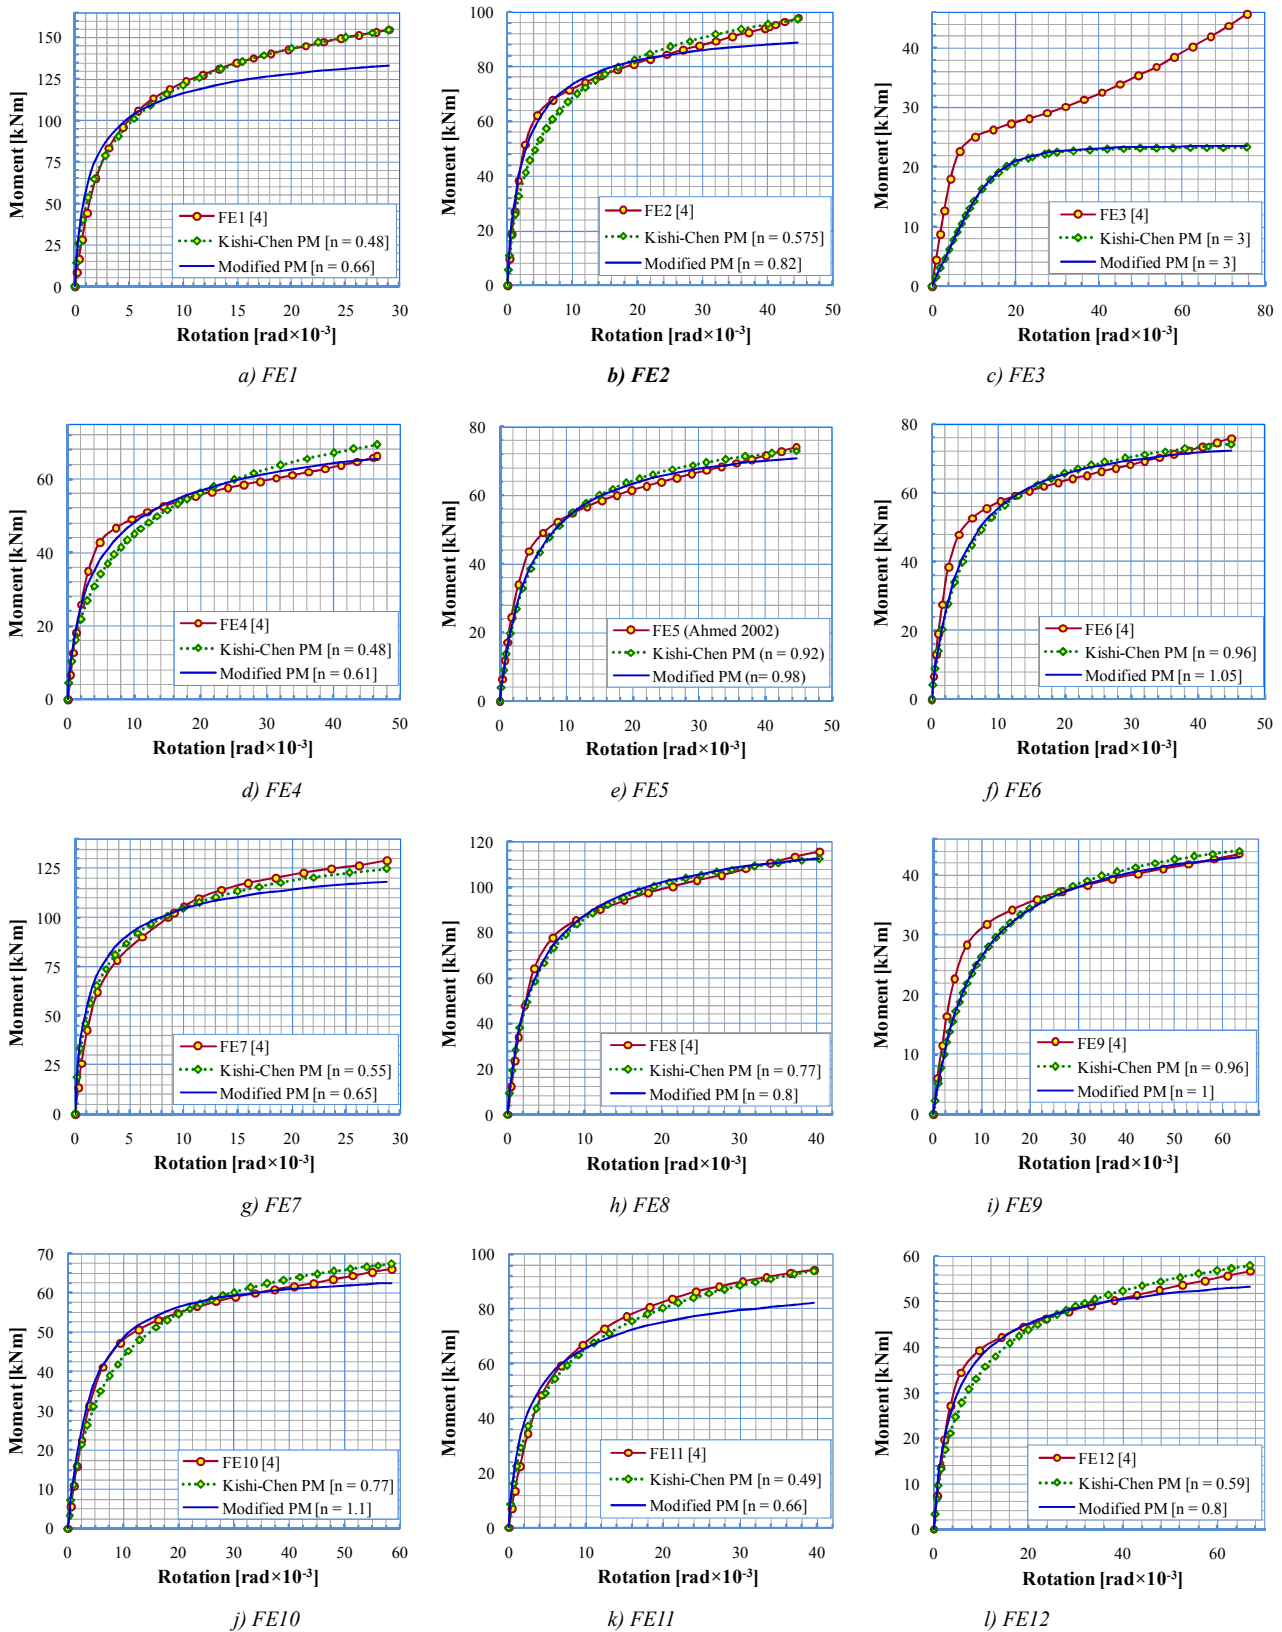 Moment [kNm]
150
125
100
75
50
25
0
FE1 [4]
Kishi-Chen PM [n = 0.48]
Modified PM [n = 0.66]
0 5 10 15 20 25 30
Rotation [rad×10⁻³]
a) FE1
Moment [kNm]
100
80
60
40
20
0
FE2 [4]
Kishi-Chen PM [n = 0.575]
Modified PM [n = 0.82]
0 10 20 30 40 50
Rotation [rad×10⁻³]
b) FE2
Moment [kNm]
40
30
20
10
0
FE3 [4]
Kishi-Chen PM [n = 3]
Modified PM [n = 3]
0 20 40 60 80
Rotation [rad×10⁻³]
c) FE3
Moment [kNm]
60
40
20
0
FE4 [4]
Kishi-Chen PM [n = 0.48]
Modified PM [n = 0.61]
0 10 20 30 40 50
Rotation [rad×10⁻³]
d) FE4
Moment [kNm]
80
60
40
20
0
FE5 (Ahmed 2002)
Kishi-Chen PM (n = 0.92)
Modified PM (n= 0.98)
0 10 20 30 40 50
Rotation [rad×10⁻³]
e) FE5
Moment [kNm]
80
60
40
20
0
FE6 [4]
Kishi-Chen PM [n = 0.96]
Modified PM [n = 1.05]
0 10 20 30 40 50
Rotation [rad×10⁻³]
f) FE6
Moment [kNm]
125
100
75
50
25
0
FE7 [4]
Kishi-Chen PM [n = 0.55]
Modified PM [n = 0.65]
0 5 10 15 20 25 30
Rotation [rad×10⁻³]
g) FE7
Moment [kNm]
120
100
80
60
40
20
0
FE8 [4]
Kishi-Chen PM [n = 0.77]
Modified PM [n = 0.8]
0 10 20 30 40
Rotation [rad×10⁻³]
h) FE8
Moment [kNm]
40
30
20
10
0
FE9 [4]
Kishi-Chen PM [n = 0.96]
Modified PM [n = 1]
0 10 20 30 40 50 60
Rotation [rad×10⁻³]
i) FE9
Moment [kNm]
70
60
50
40
30
20
10
0
FE10 [4]
Kishi-Chen PM [n = 0.77]
Modified PM [n = 1.1]
0 10 20 30 40 50 60
Rotation [rad×10⁻³]
j) FE10
Moment [kNm]
100
80
60
40
20
0
FE11 [4]
Kishi-Chen PM [n = 0.49]
Modified PM [n = 0.66]
0 10 20 30 40
Rotation [rad×10⁻³]
k) FE11
Moment [kNm]
60
50
40
30
20
10
0
FE12 [4]
Kishi-Chen PM [n = 0.59]
Modified PM [n = 0.8]
0 20 40 60
Rotation [rad×10⁻³]
l) FE12